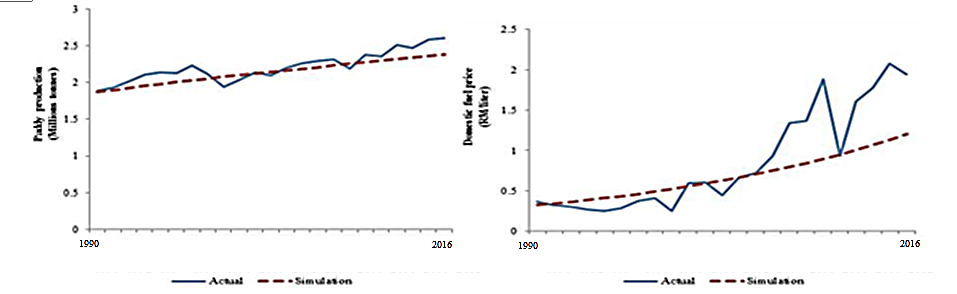 3
2.5
2
1.5
1
0.5
0
Paddy production
(Millions tonnes)
1990
2016
Actual
Simulation
2.5
2
1.5
1
0.5
0
Domestic fuel price
(RM/liter)
1990
2016
Actual
Simulation